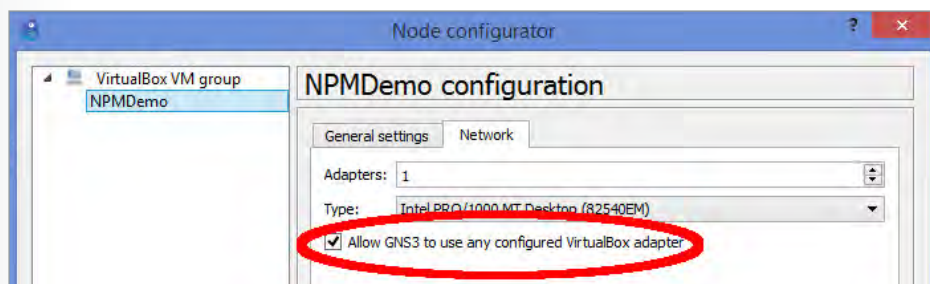 Node configurator
?
×
VirtualBox VM group
NPMDemo
NPMDemo configuration
General settings
Network
Adapters: 1
Type: Intel PRO/1000 MT Desktop (82540EM)
Allow GNS3 to use any configured VirtualBox adapter